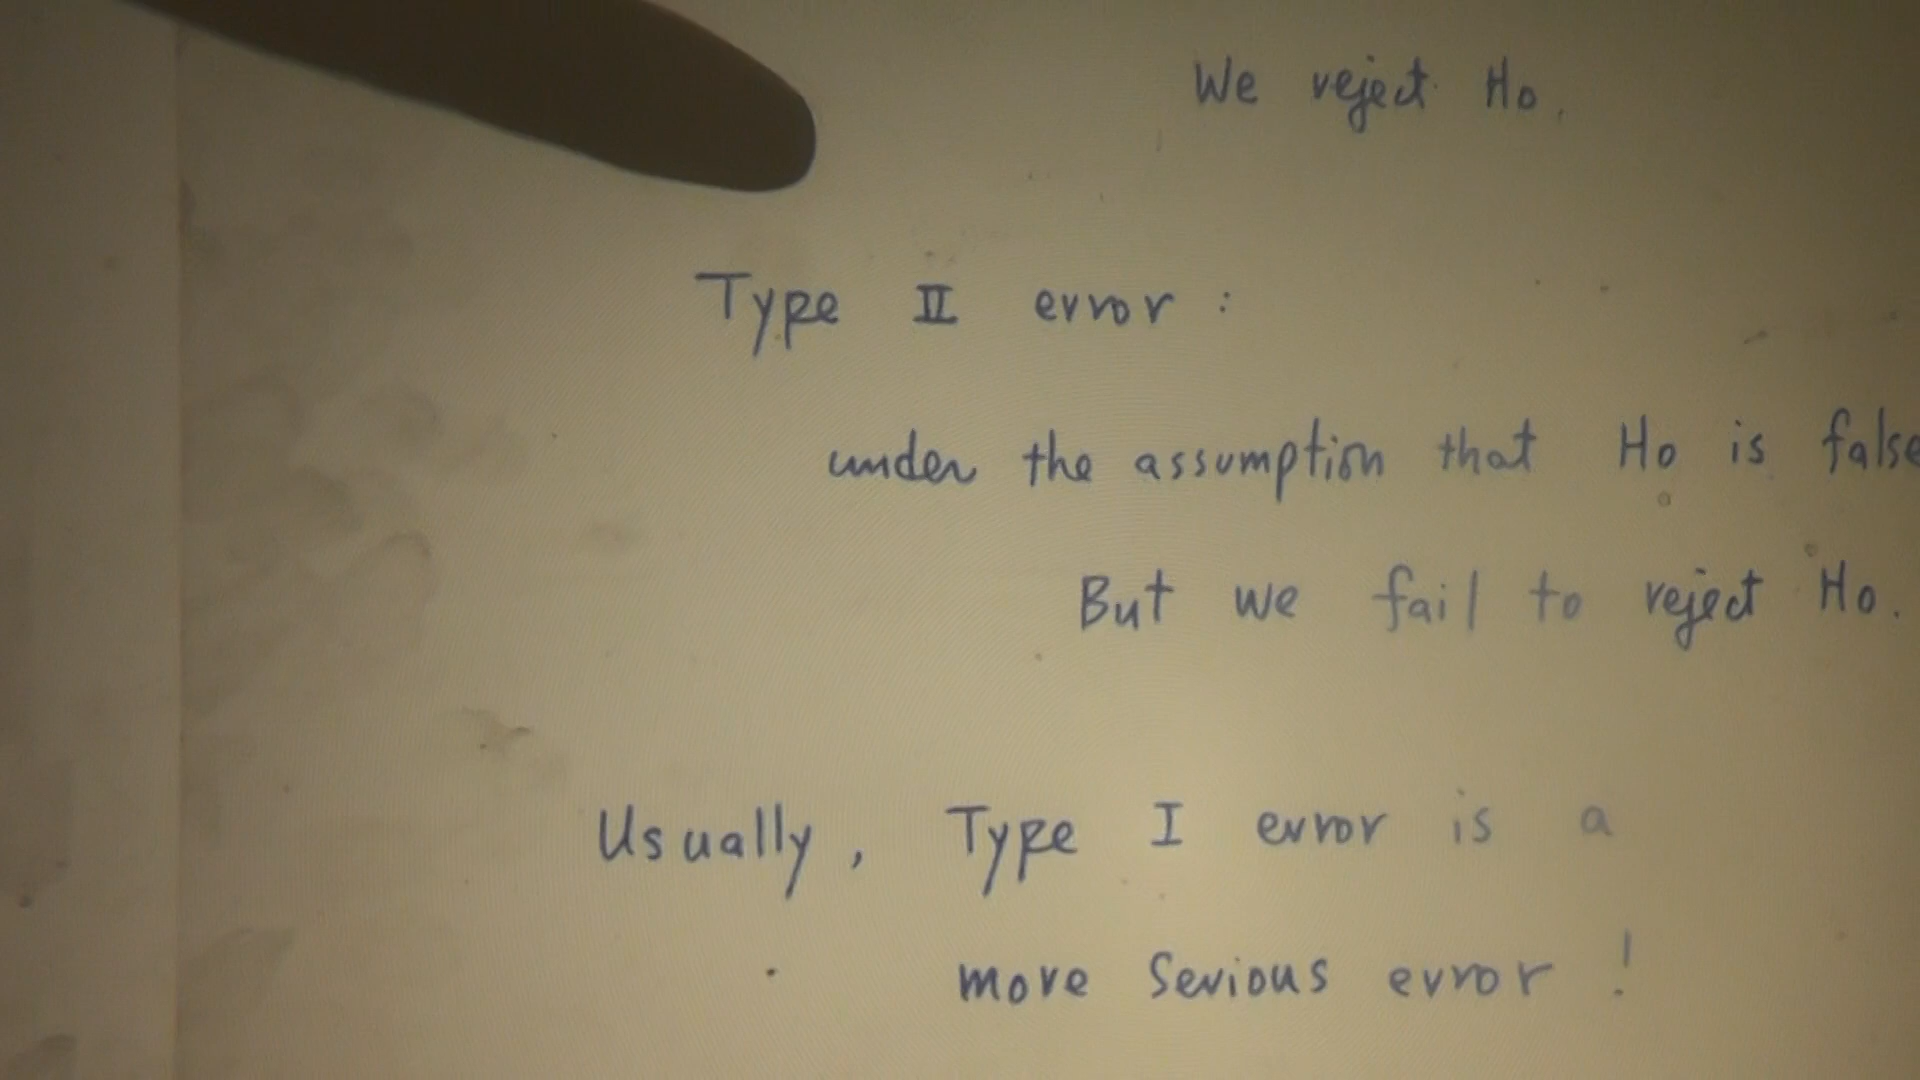 We reject Ho.
Type II error :
under the assumption that Ho is false
But we fail to reject Ho.
Usually, Type I error is a
more serious error !